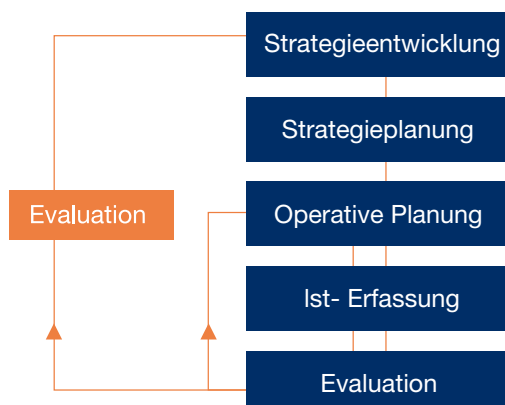 Strategieentwicklung
Strategieplanung
Evaluation
Operative Planung
Ist- Erfassung
Evaluation